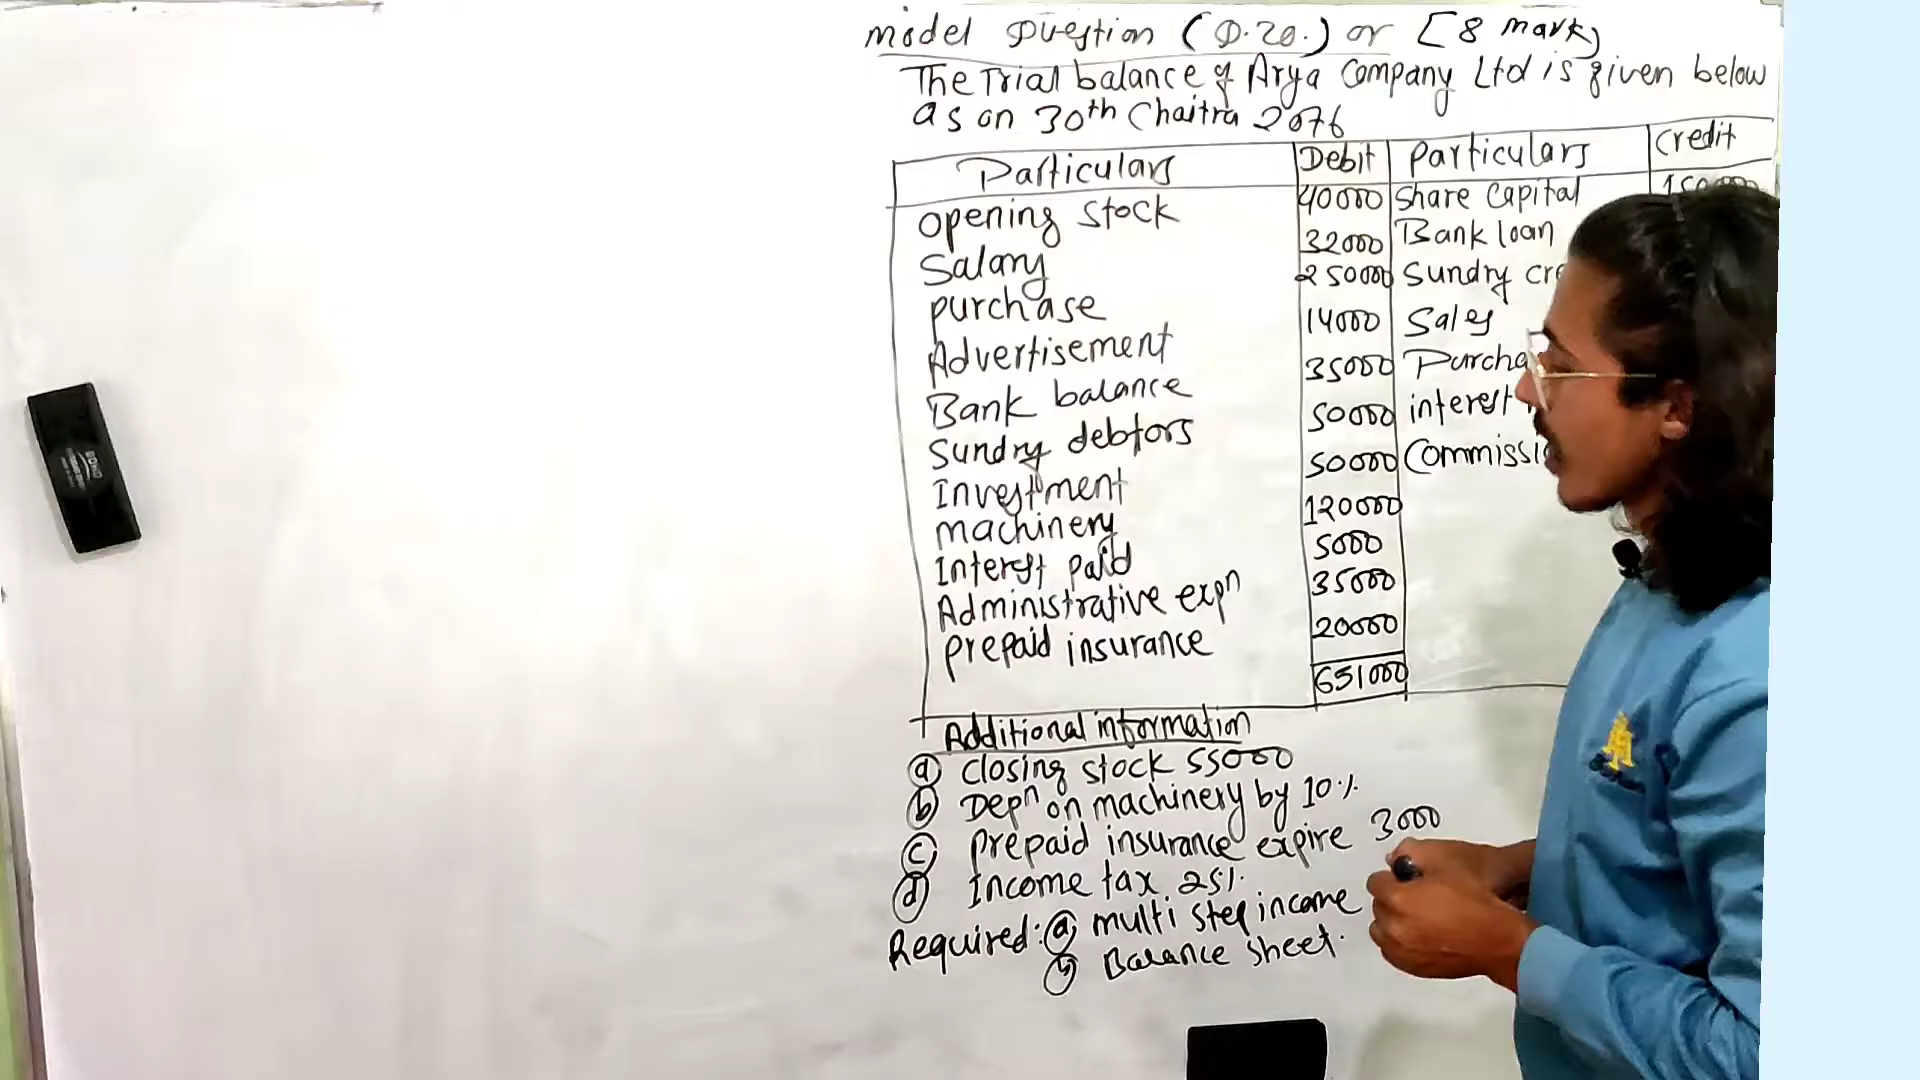 model Question (Q.20.) or [8 mark)
The Trial balance of Arya Company Ltd is given below
as on 30th Chaitra 2076
Particulars Debit Particulars Credit
Opening stock 40000 Share Capital
Salary 32000 Bank loan
purchase 250000 Sundry
Advertisement 14000 Sales
Bank balance 35000
Sundry debtors 50000 interest
Investment 50000
machinery 120000
Interest paid 5000
Administrative expn 35000
prepaid insurance 20000
651000
Additional information
(a) closing stock 55000
(b) Depn on machinery by 10%
(c) prepaid insurance expire 3000
(d) Income tax 25%.
Required: (a) multi step income
(b) Balance sheet.